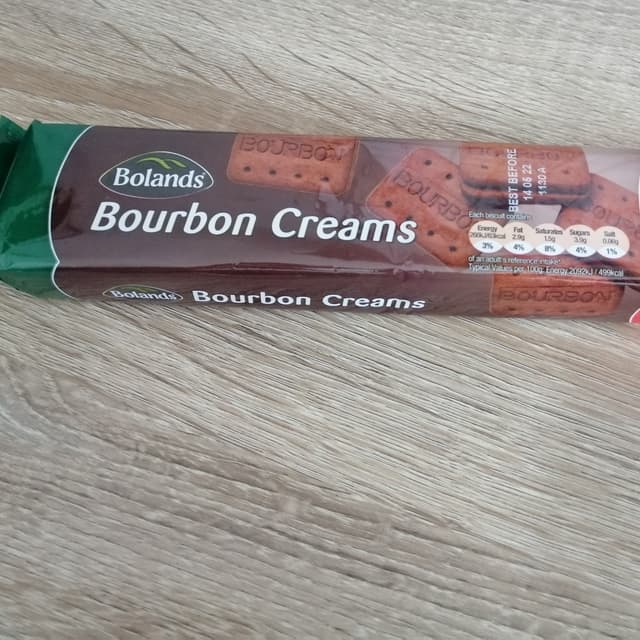 Bolands
Bourbon Creams
BOURBON
BOURBO
BEST BEFORE
14 05 22
1130 A
Each biscuit contains
Energy Fat Saturates Sugars Salt
2.9g 1.5g 3.9g 0.06g
3% 4% 8% 4% 1%
of an adult's reference intake*
Typical Values per 100g: Energy 2092kJ / 499kcal
Bolands Bourbon Creams
BOURBON